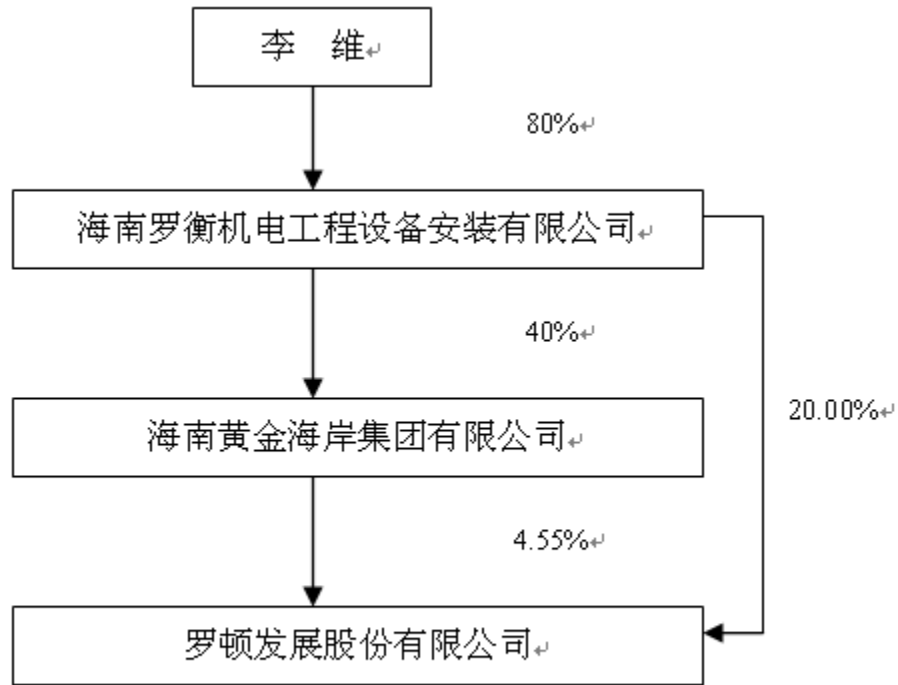 李 维
80%
海南罗衡机电工程设备安装有限公司
40%
20.00%
海南黄金海岸集团有限公司
4.55%
罗顿发展股份有限公司